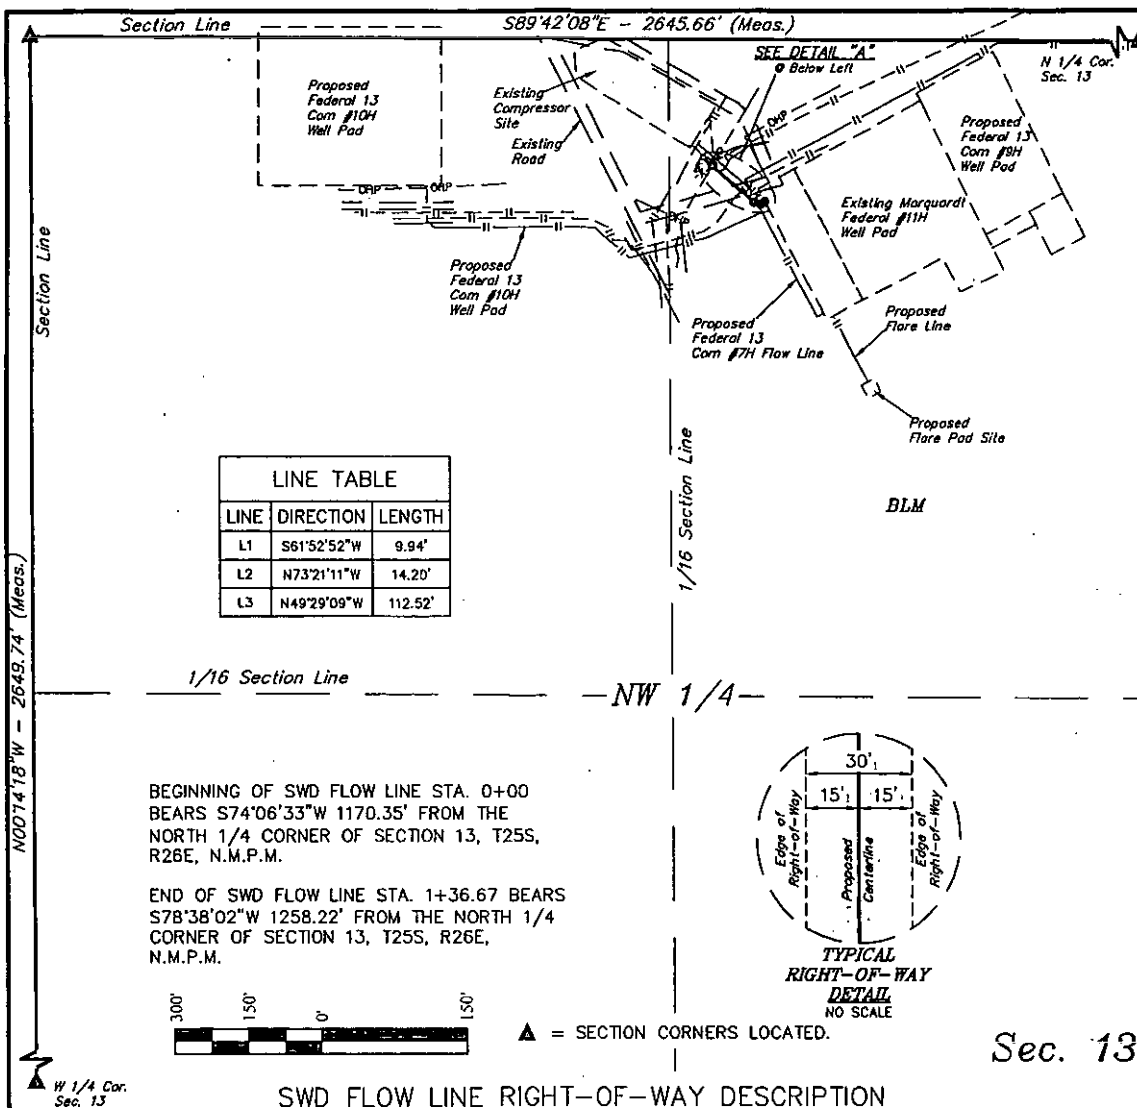 Section Line
S89°42'08"E - 2645.66' (Meas.)
N 1/4 Cor.
Sec. 13
SEE DETAIL "A"
Below Left
Proposed
Federal 13
Com #10H
Well Pad
Existing
Compressor
Site
Existing
Road
OHP
Proposed
Federal 13
Com #9H
Well Pad
Existing Marquardt
Federal #11H
Well Pad
OHP
OHP
Section Line
Proposed
Federal 13
Com #10H
Well Pad
Proposed
Federal 13
Com #7H Flow Line
Proposed
Flare Line
Proposed
Flare Pad Site
BLM
1/16 Section Line
LINE TABLE
LINE DIRECTION LENGTH
L1 S61°52'52"W 9.94'
L2 N73°21'11"W 14.20'
L3 N49°29'09"W 112.52'
N00°14'18"W - 2649.74' (Meas.)
1/16 Section Line
NW 1/4
BEGINNING OF SWD FLOW LINE STA. 0+00
BEARS S74°06'33"W 1170.35' FROM THE
NORTH 1/4 CORNER OF SECTION 13, T25S,
R26E, N.M.P.M.
END OF SWD FLOW LINE STA. 1+36.67 BEARS
S78°38'02"W 1258.22' FROM THE NORTH 1/4
CORNER OF SECTION 13, T25S, R26E,
N.M.P.M.
30'
15' 15'
Edge of
Right-of-Way
Proposed
Centerline
Edge of
Right-of-Way
TYPICAL
RIGHT-OF-WAY
DETAIL
NO SCALE
300' 150' 0' 150'
= SECTION CORNERS LOCATED.
Sec. 13
W 1/4 Cor.
Sec. 13
SWD FLOW LINE RIGHT-OF-WAY DESCRIPTION